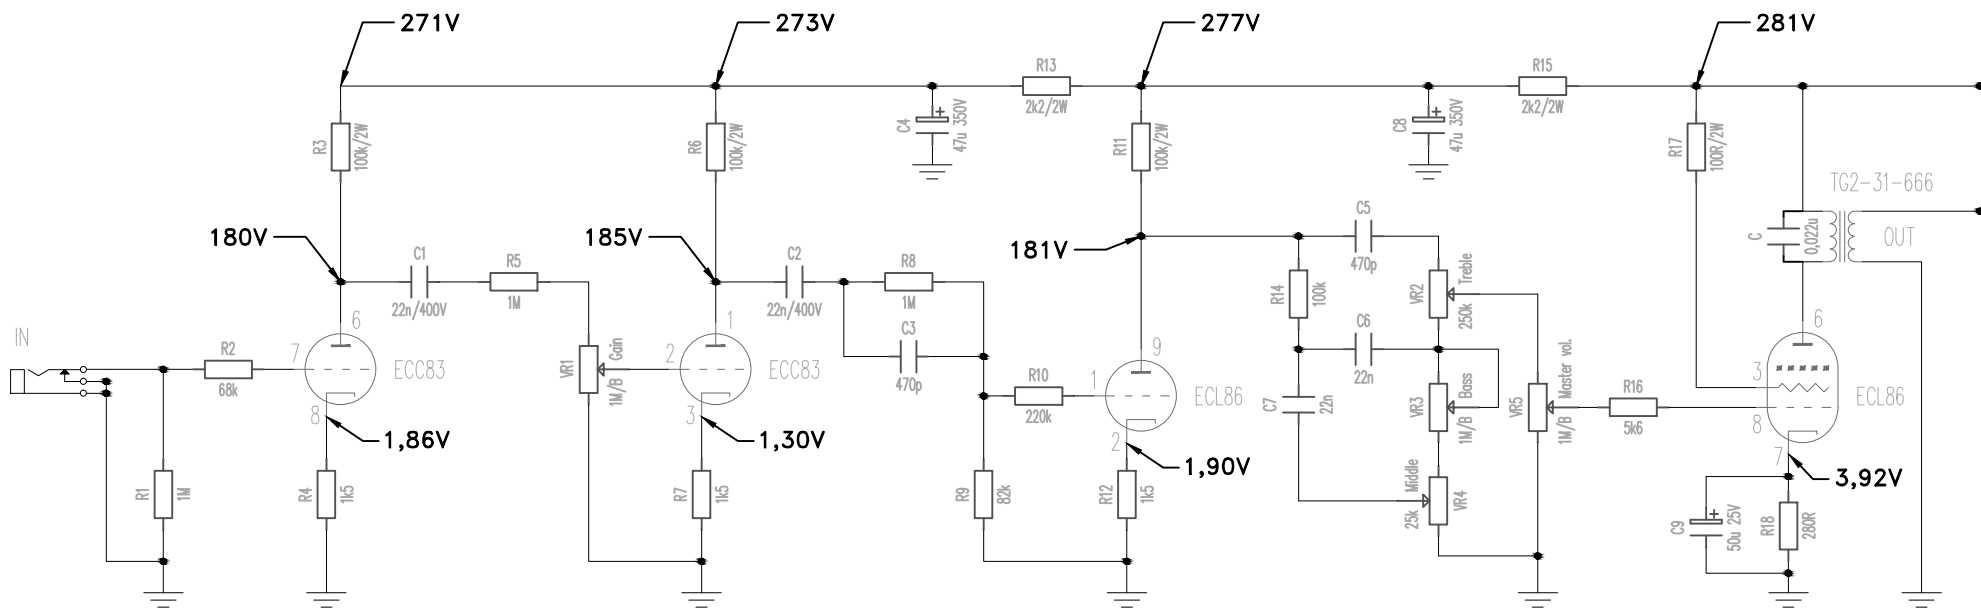 271V
273V
277V
281V
R13
2k2/2W
R15
2k2/2W
C4
47u 350V
+
C8
47u 350V
+
R3
100k/2W
R6
100k/2W
R11
100k/2W
R17
100R/2W
TG2-31-666
C
0,022u
OUT
180V
185V
181V
C1
22n/400V
R5
1M
C2
22n/400V
R8
1M
C3
470p
C5
470p
R14
100k
VR2
Treble
250k
C6
22n
IN
R2
68k
7
6
ECC83
8
1,86V
VR1
Gain
1M/B
2
1
ECC83
3
1,30V
R10
220k
1
9
ECL86
2
1,90V
C7
22n
VR3
Bass
1M/B
VR5
Master vol.
1M/B
R16
5k6
6
3
8
ECL86
7
3,92V
R1
1M
R4
1k5
R7
1k5
R9
82k
R12
1k5
Middle
25k
VR4
C9
50u 25V
+
R18
280R